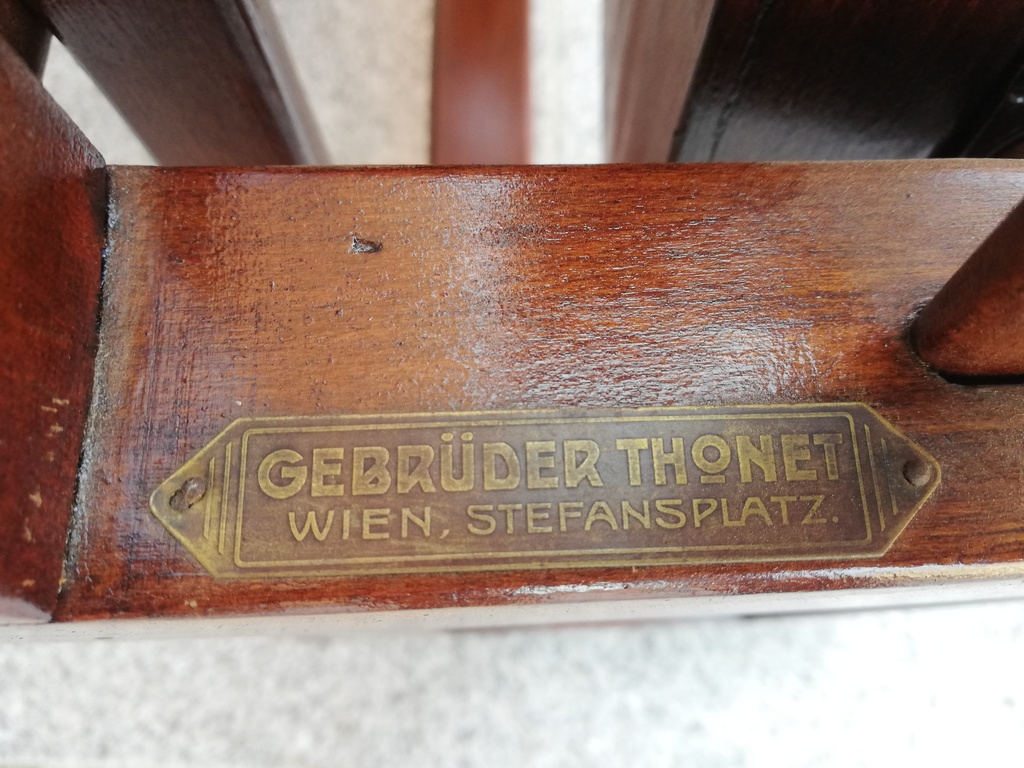 GEBRÜDER THONET
WIEN, STEFANSPLATZ.